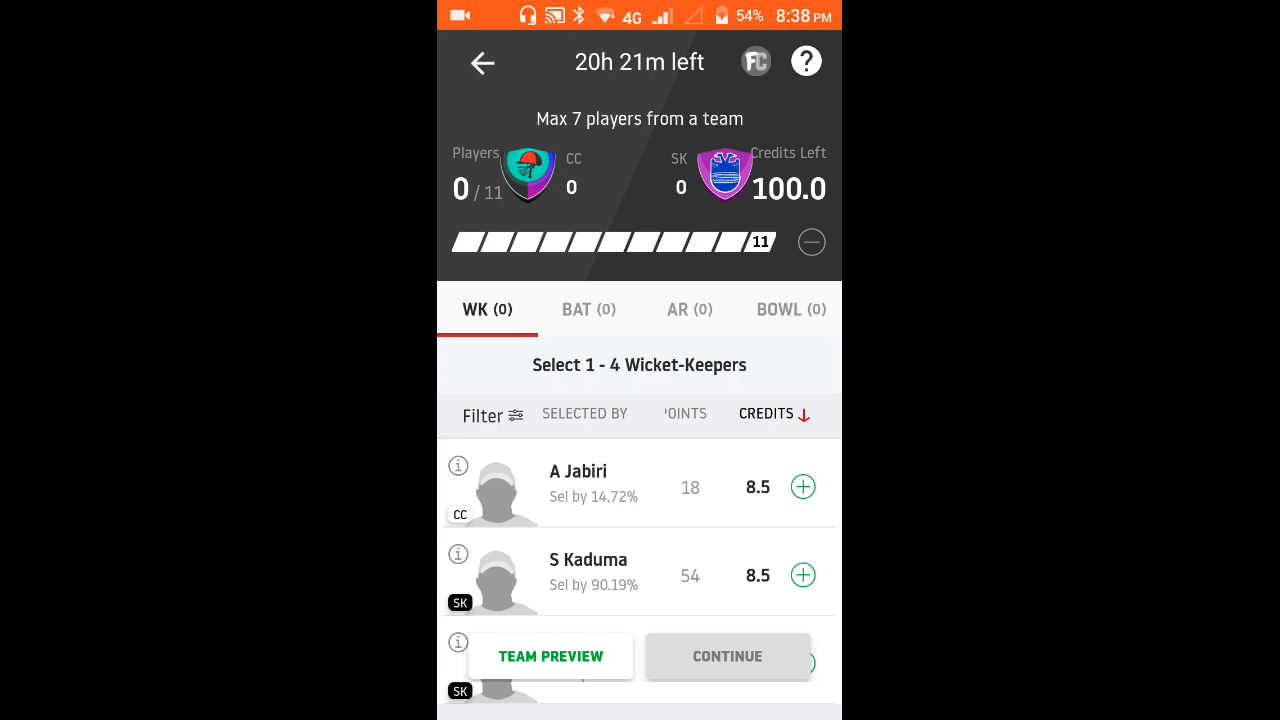 4G 54% 8:38 PM
20h 21m left FC ?
Max 7 players from a team
Players CC SK Credits Left
0 / 11 0 0 100.0
11
WK (0) BAT (0) AR (0) BOWL (0)
Select 1 - 4 Wicket-Keepers
Filter SELECTED BY POINTS CREDITS
A Jabiri
Sel by 14.72% 18 8.5
CC
S Kaduma
Sel by 90.19% 54 8.5
SK
TEAM PREVIEW CONTINUE
SK